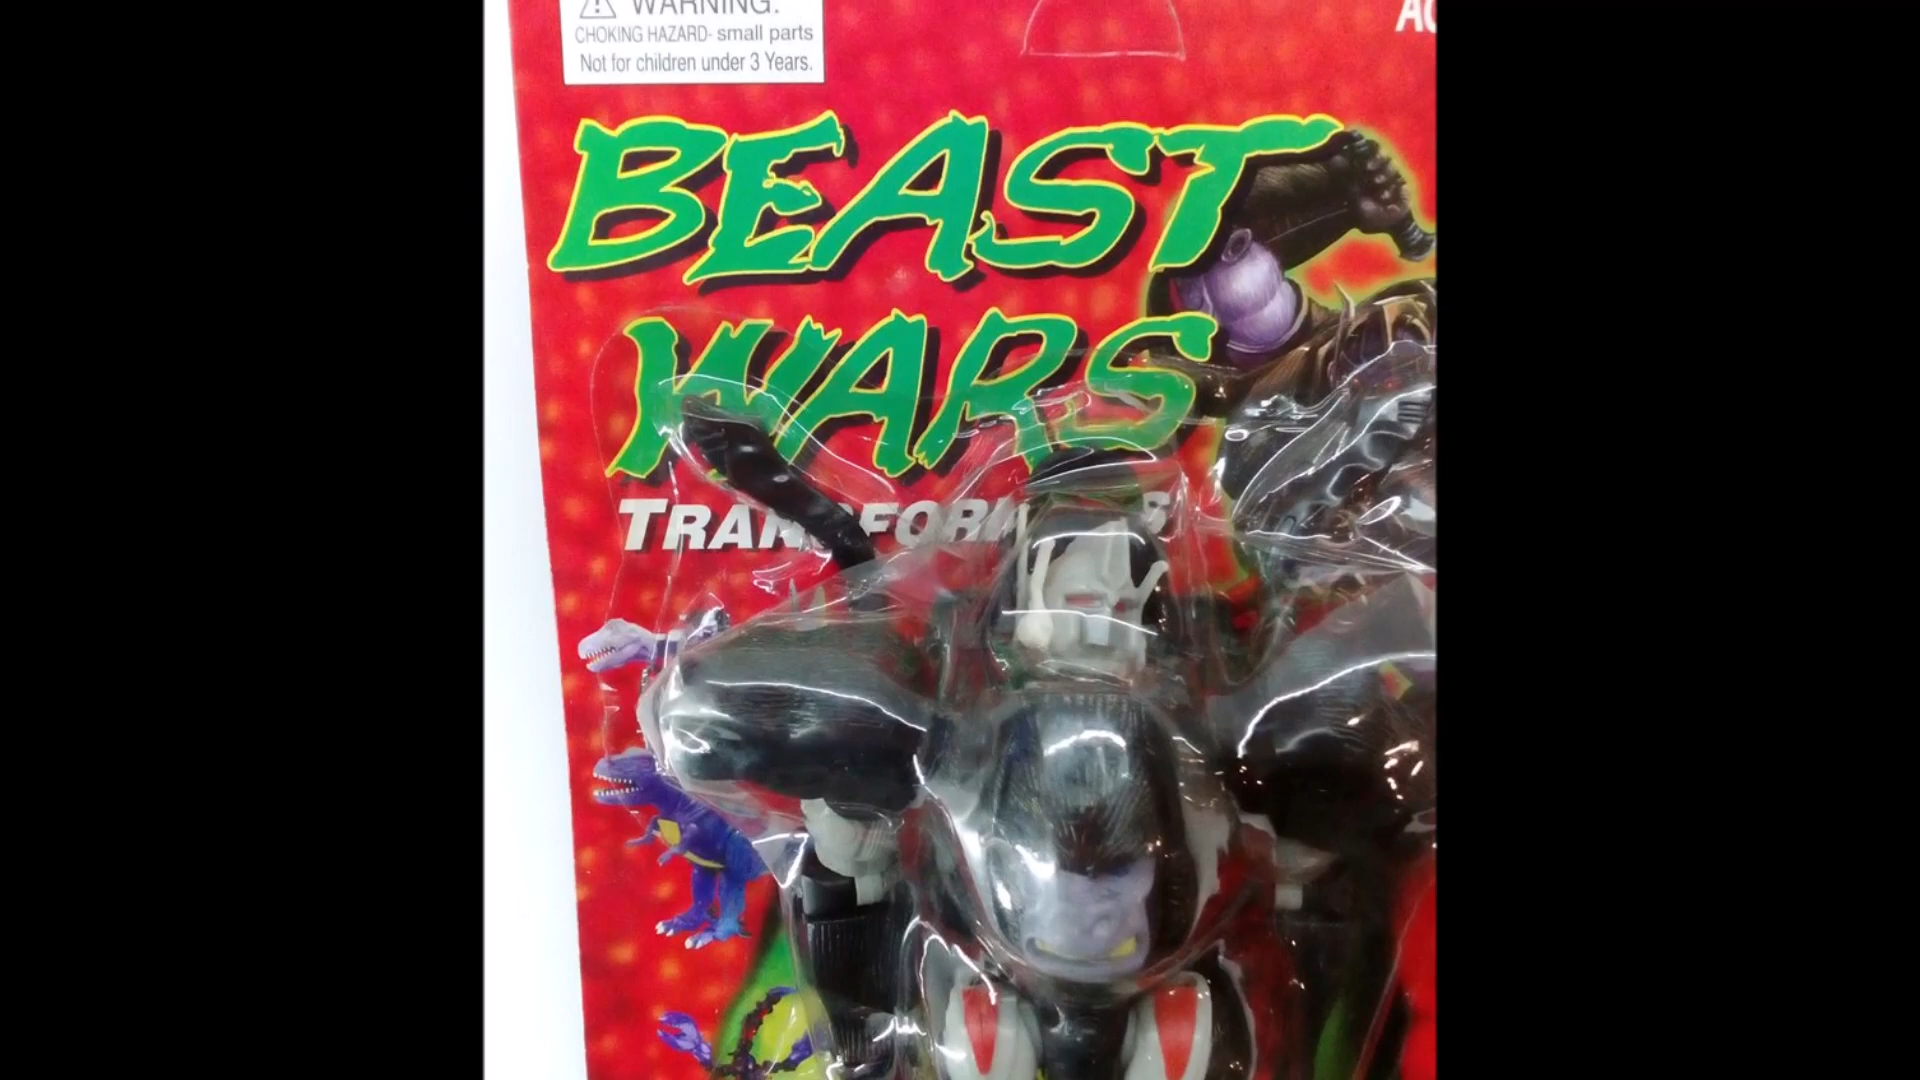 WARNING:
CHOKING HAZARD- small parts
Not for children under 3 Years.
BEAST
WARS